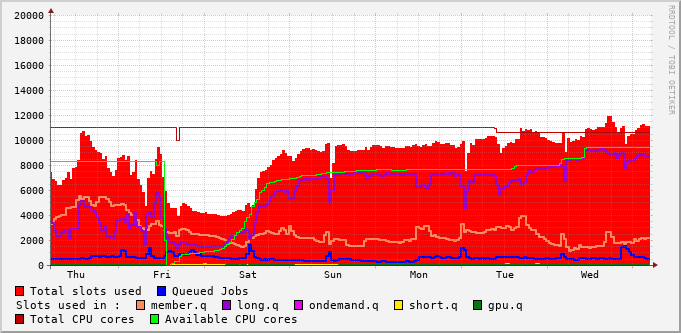 20000
18000
16000
14000
12000
10000
8000
6000
4000
2000
0
Thu Fri Sat Sun Mon Tue Wed
RRDTOOL / TOBI OETIKER
Total slots used Queued Jobs
Slots used in : member.q long.q ondemand.q short.q gpu.q
Total CPU cores Available CPU cores